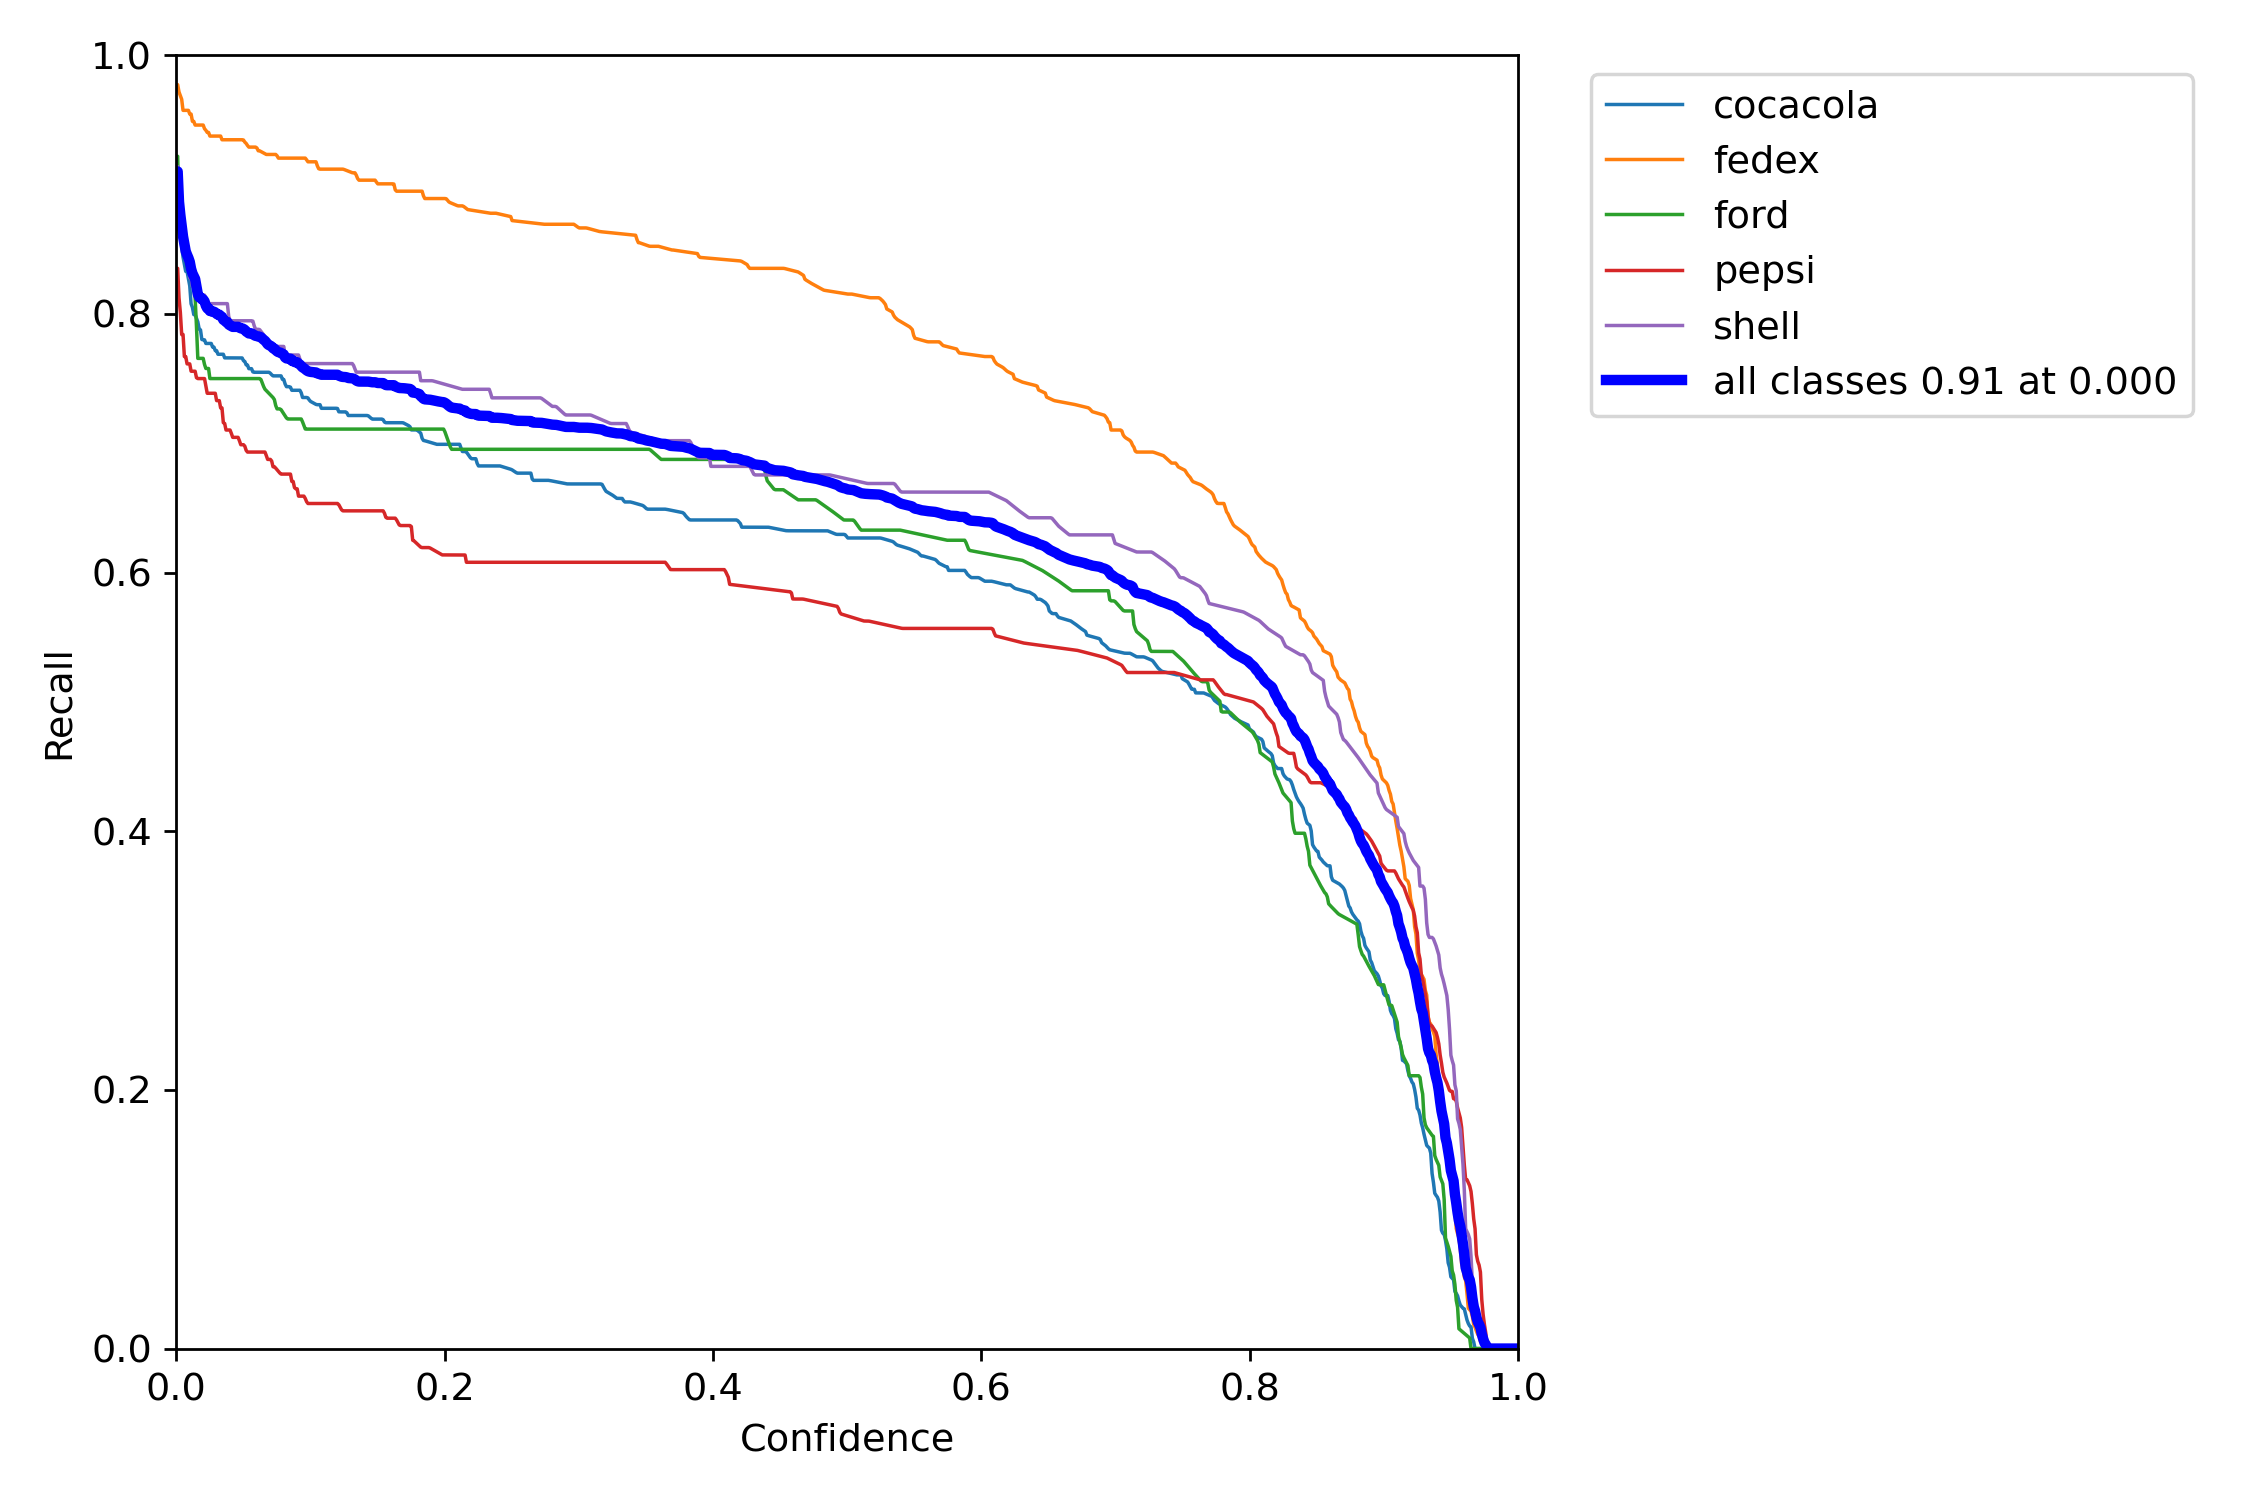 1.0
0.8
0.6
0.4
0.2
0.0
Recall
0.0 0.2 0.4 0.6 0.8 1.0
Confidence
cocacola
fedex
ford
pepsi
shell
all classes 0.91 at 0.000